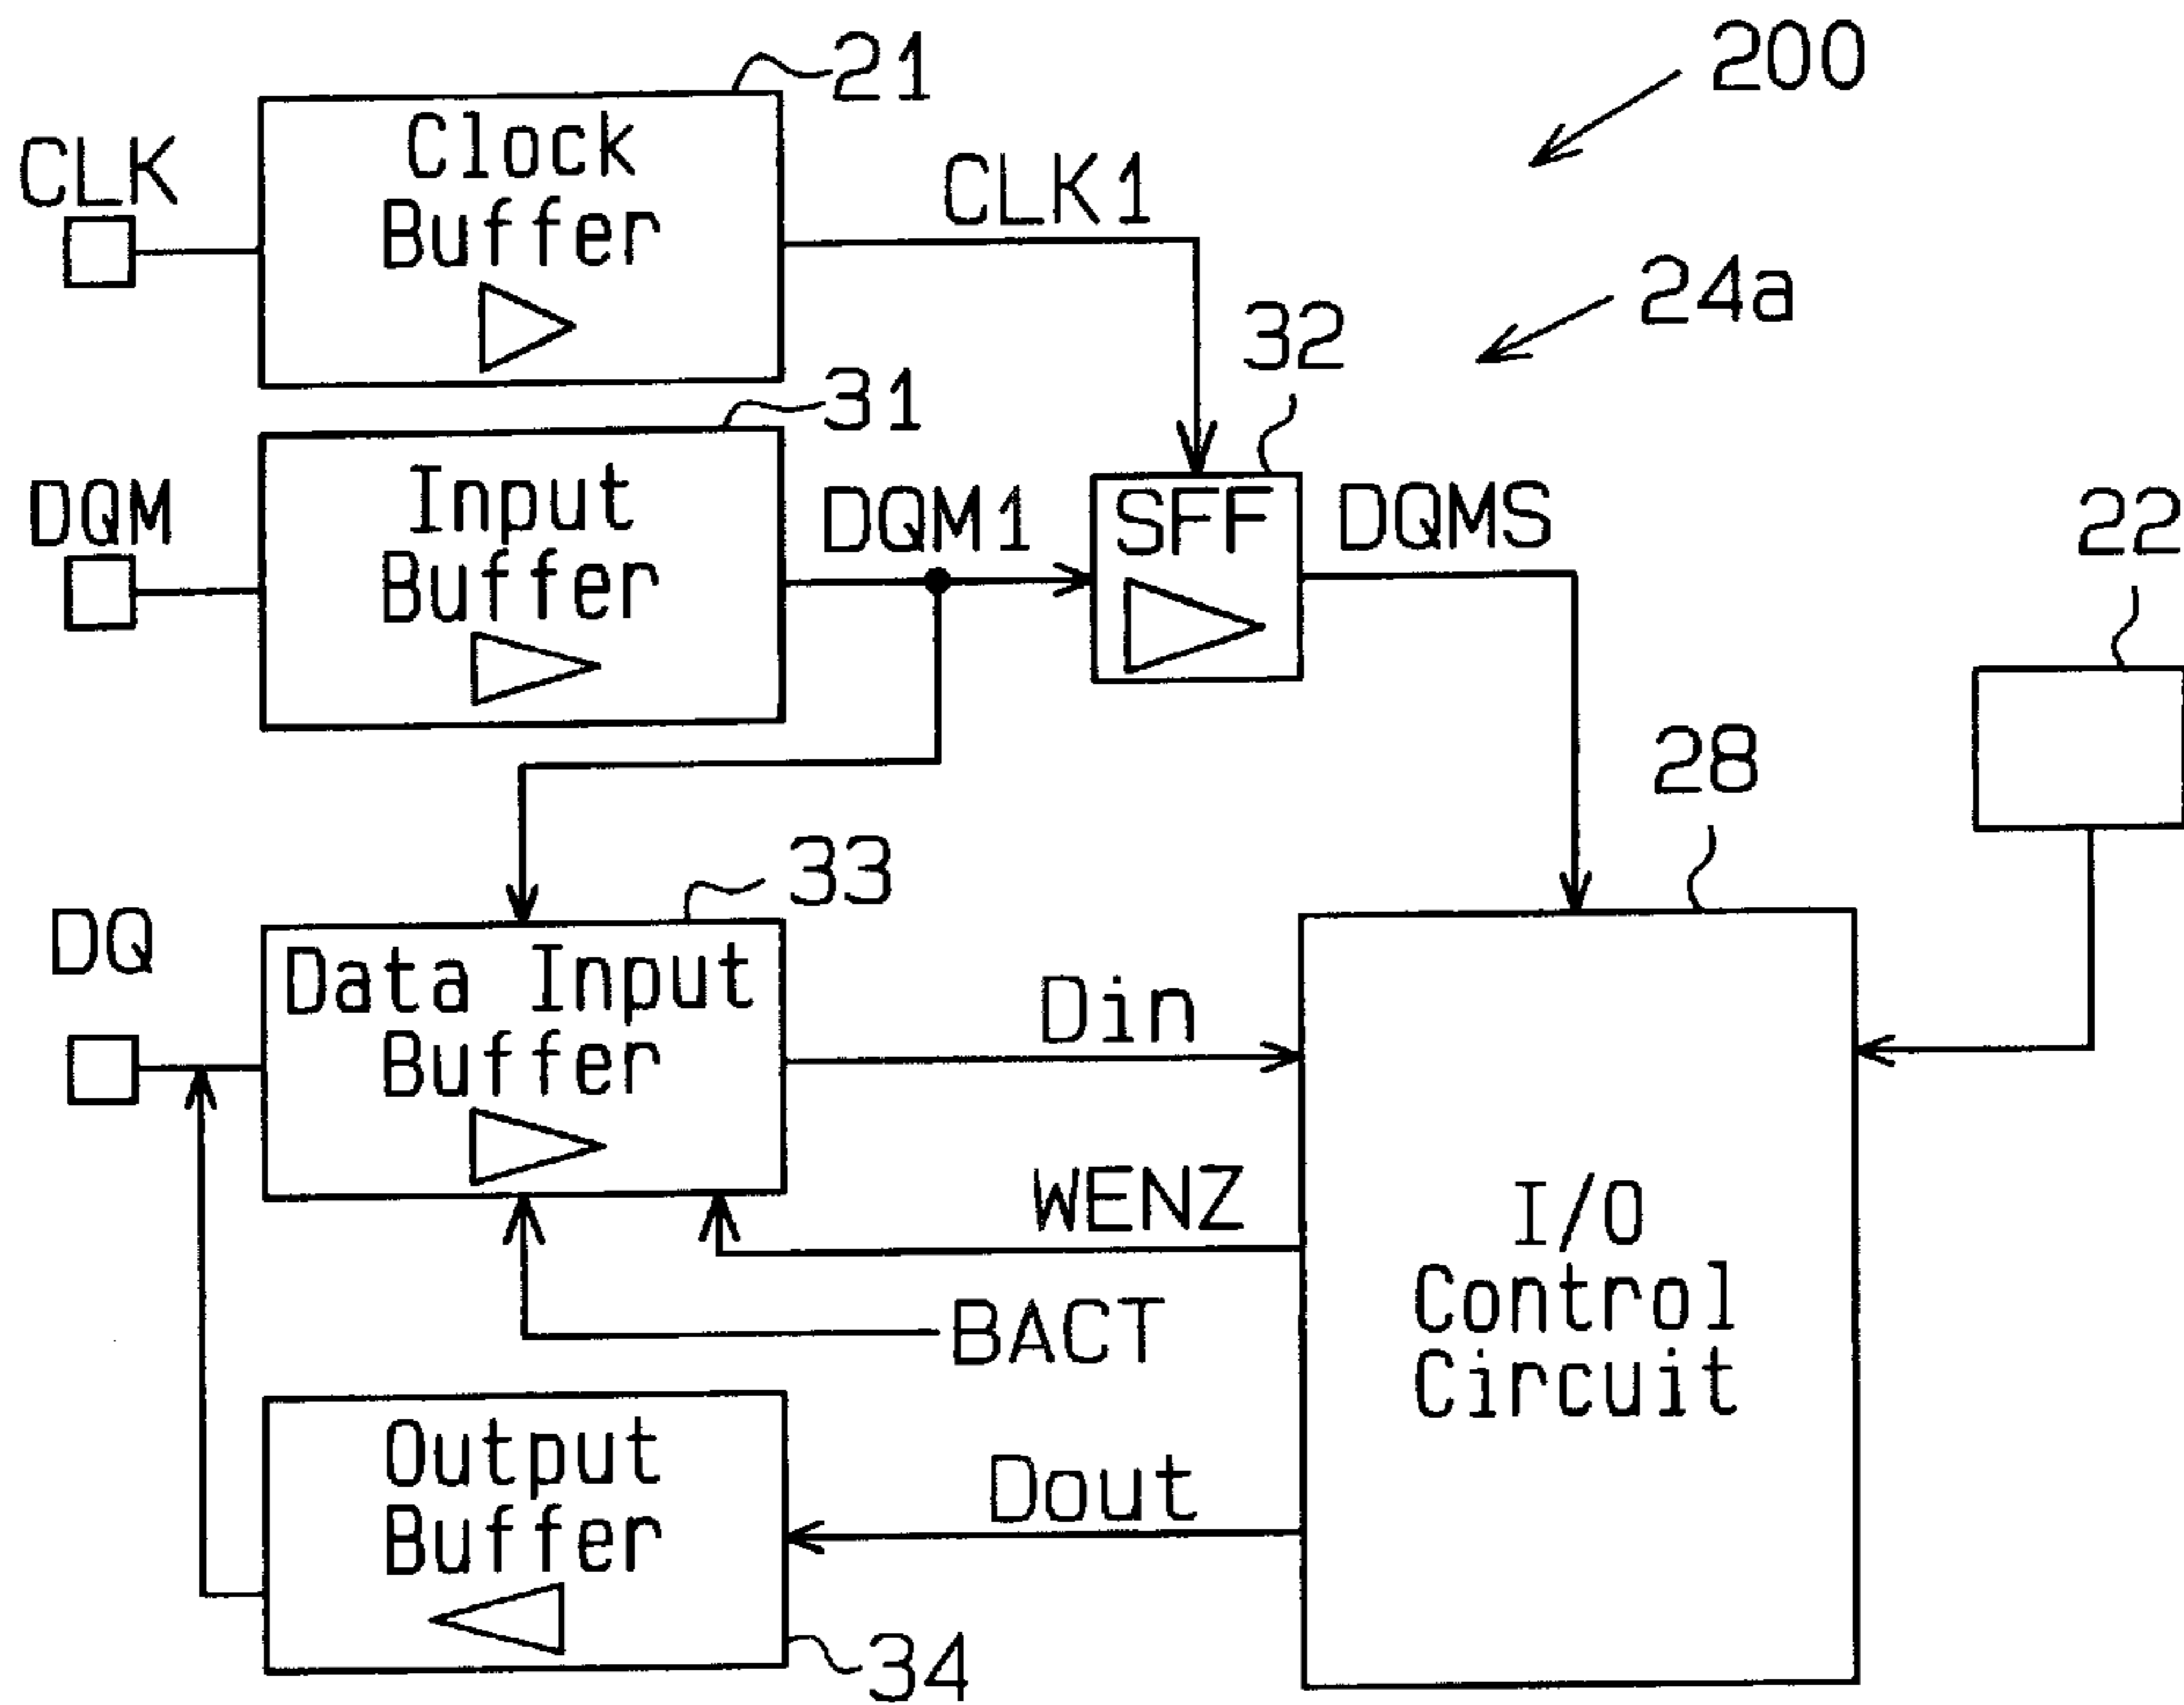 21
200
CLK
Clock
Buffer
CLK1
24a
32
31
DQM
Input
Buffer
DQM1
SFF
DQMS
22
28
33
DQ
Data Input
Buffer
Din
WENZ
BACT
I/O
Control
Circuit
Output
Buffer
Dout
34